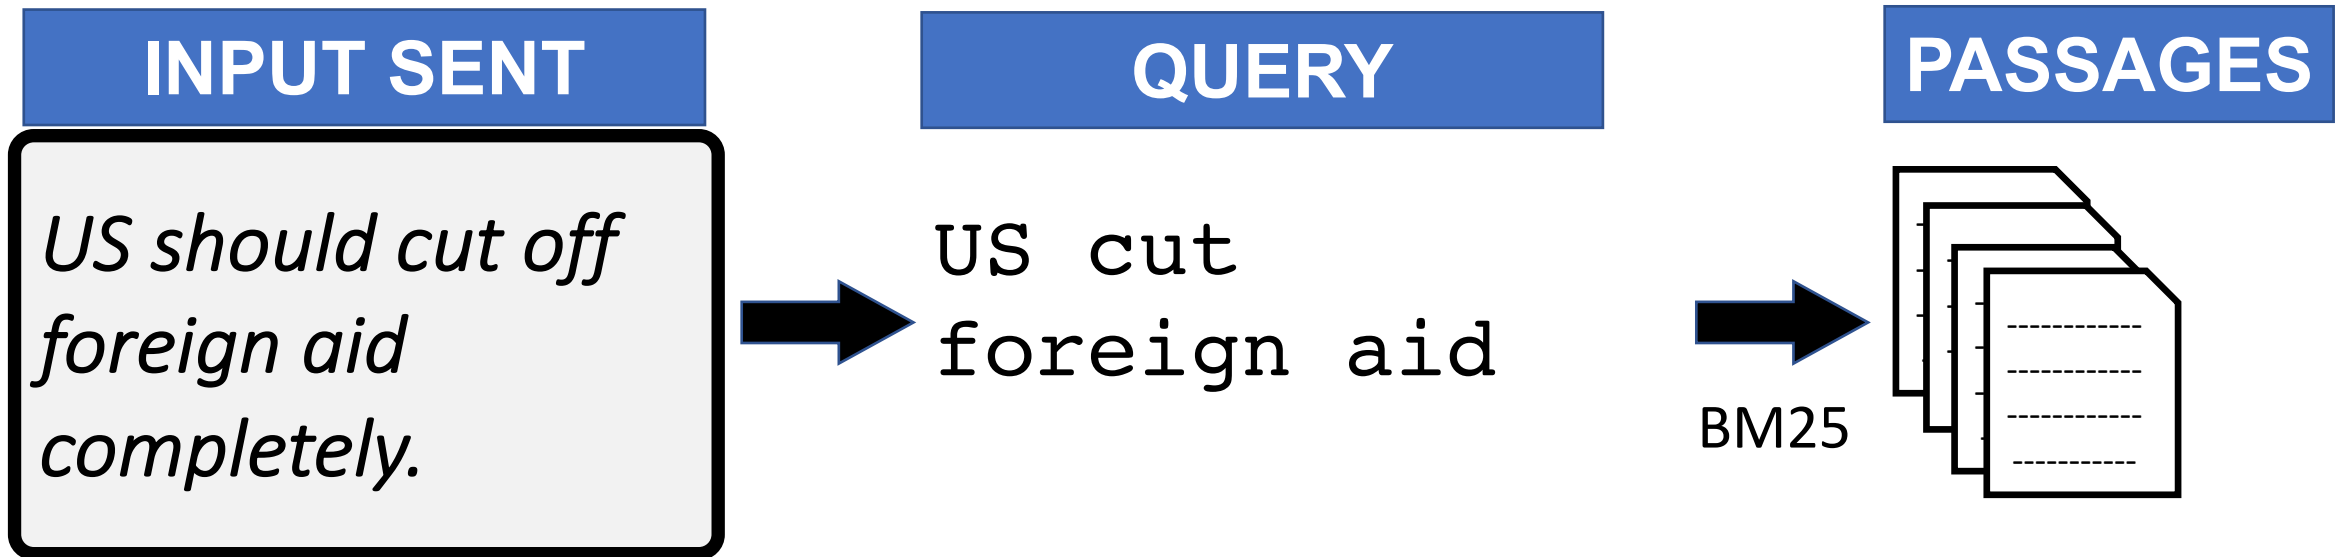 INPUT SENT
US should cut off
foreign aid
completely.
QUERY
US cut
foreign aid
BM25
PASSAGES